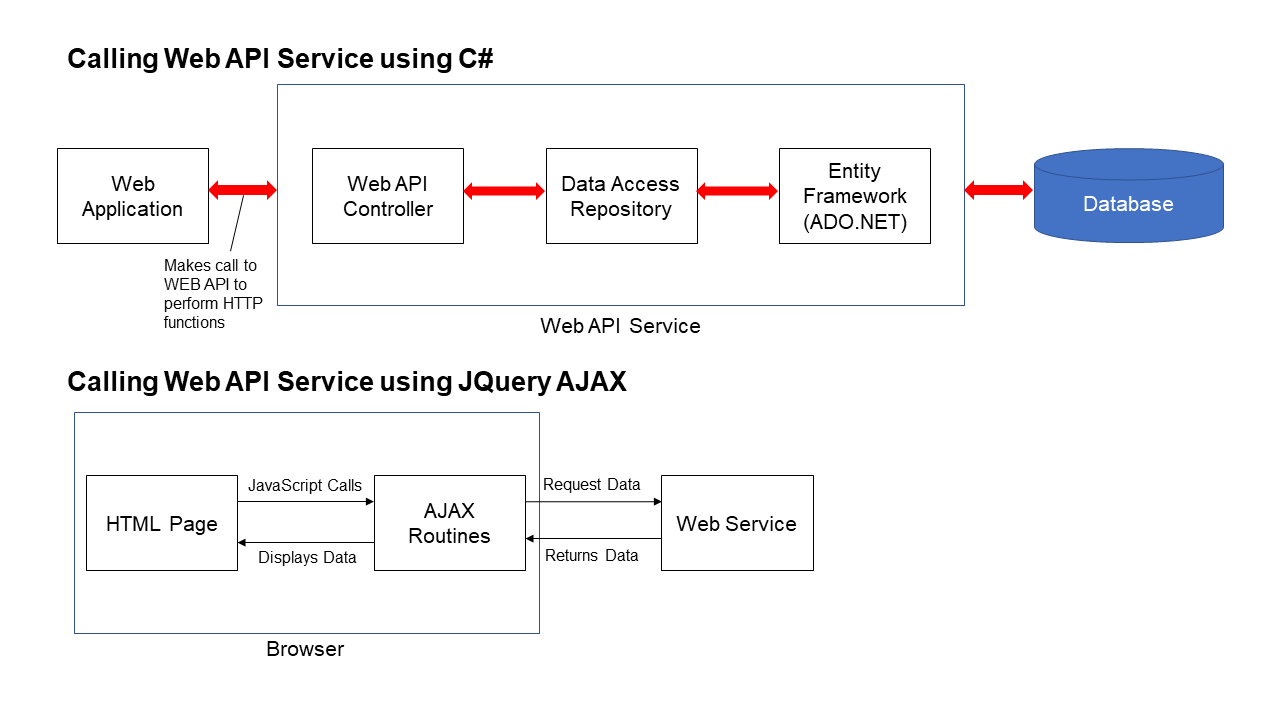 Calling Web API Service using C#
Web
Application
Web API
Controller
Data Access
Repository
Entity
Framework
(ADO.NET)
Database
Makes call to
WEB API to
perform HTTP
functions
Web API Service
Calling Web API Service using JQuery AJAX
HTML Page
JavaScript Calls
Displays Data
AJAX
Routines
Request Data
Returns Data
Web Service
Browser